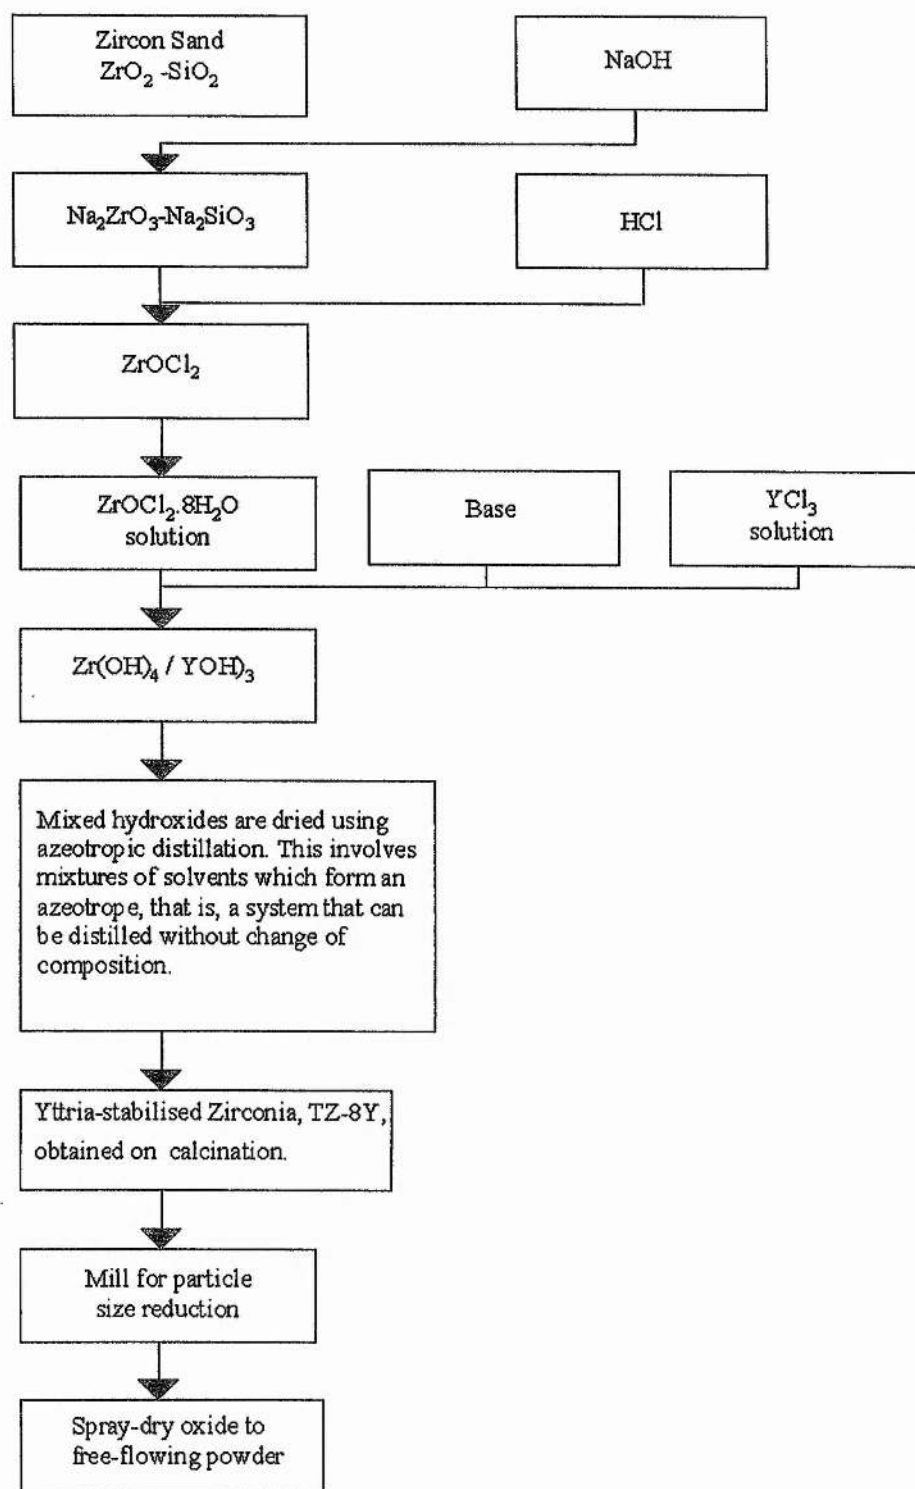 Zircon Sand
ZrO₂ -SiO₂
NaOH
Na₂ZrO₃-Na₂SiO₃
HCl
ZrOCl₂
ZrOCl₂.8H₂O
solution
Base
YCl₃
solution
Zr(OH)₄ / YOH)₃
Mixed hydroxides are dried using
azeotropic distillation. This involves
mixtures of solvents which form an
azeotrope, that is, a system that can
be distilled without change of
composition.
Yttria-stabilised Zirconia, TZ-8Y,
obtained on calcination.
Mill for particle
size reduction
Spray-dry oxide to
free-flowing powder